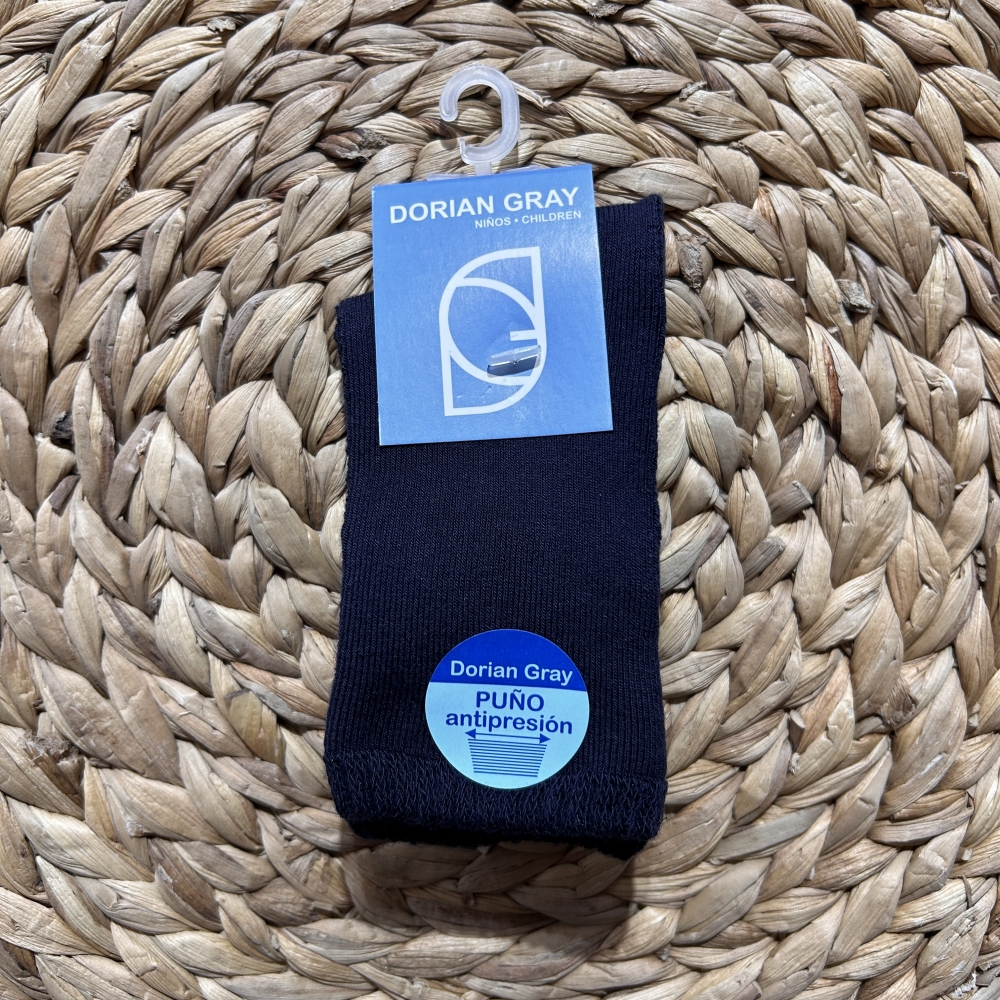 DORIAN GRAY
NIÑOS • CHILDREN
Dorian Gray
PUÑO
antipresión